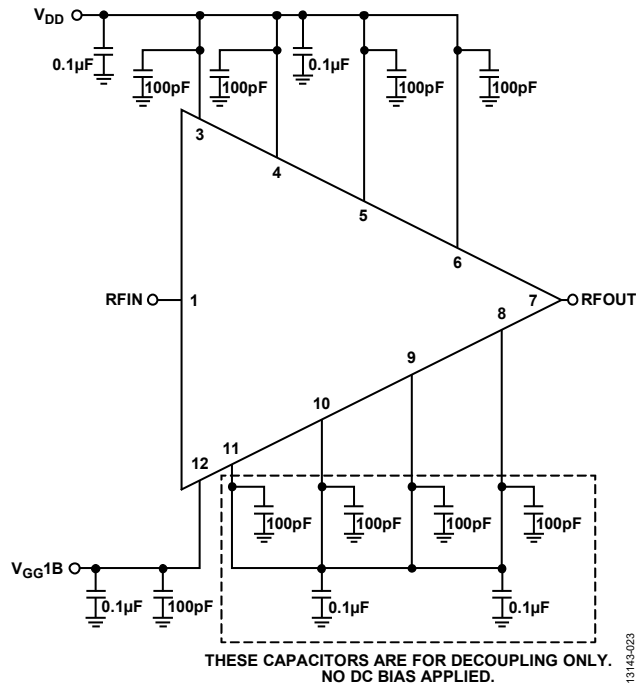 VDD
0.1µF
0.1µF
100pF
100pF
100pF
100pF
3
4
5
6
RFIN
1
7
RFOUT
8
9
10
11
12
100pF
100pF
100pF
100pF
VGG1B
0.1µF
100pF
0.1µF
0.1µF
THESE CAPACITORS ARE FOR DECOUPLING ONLY.
NO DC BIAS APPLIED.
13143-023